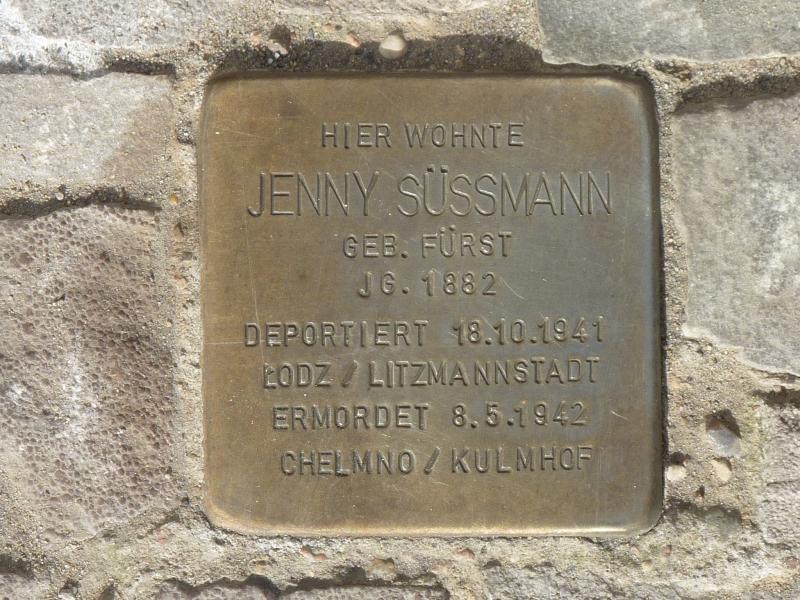 HIER WOHNTE
JENNY SÜSSMANN
GEB. FÜRST
JG. 1882
DEPORTIERT 18.10.1941
ŁODZ / LITZMANNSTADT
ERMORDET 8.5.1942
CHELMNO / KULMHOF